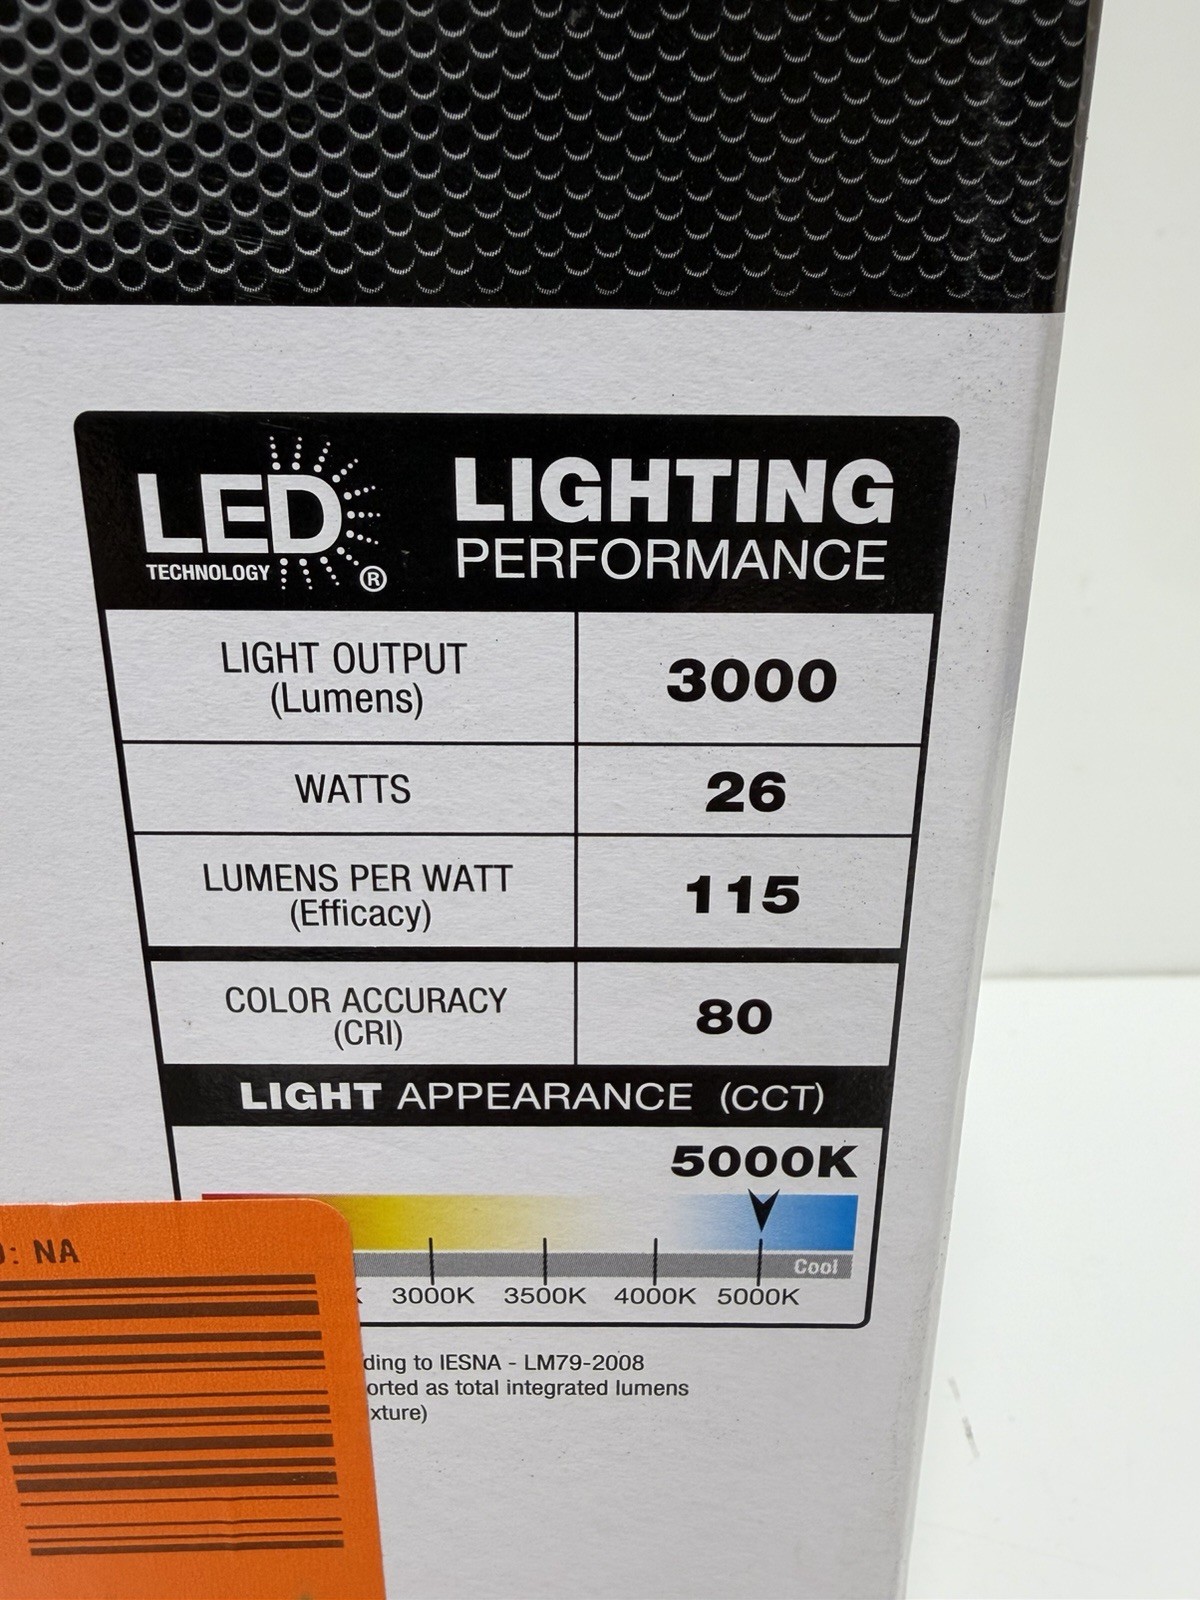 LED
TECHNOLOGY ®
LIGHTING
PERFORMANCE
LIGHT OUTPUT
(Lumens)
3000
WATTS
26
LUMENS PER WATT
(Efficacy)
115
COLOR ACCURACY
(CRI)
80
LIGHT APPEARANCE (CCT)
5000K
Cool
3000K 3500K 4000K 5000K
ding to IESNA - LM79-2008
orted as total integrated lumens
xture)
: NA